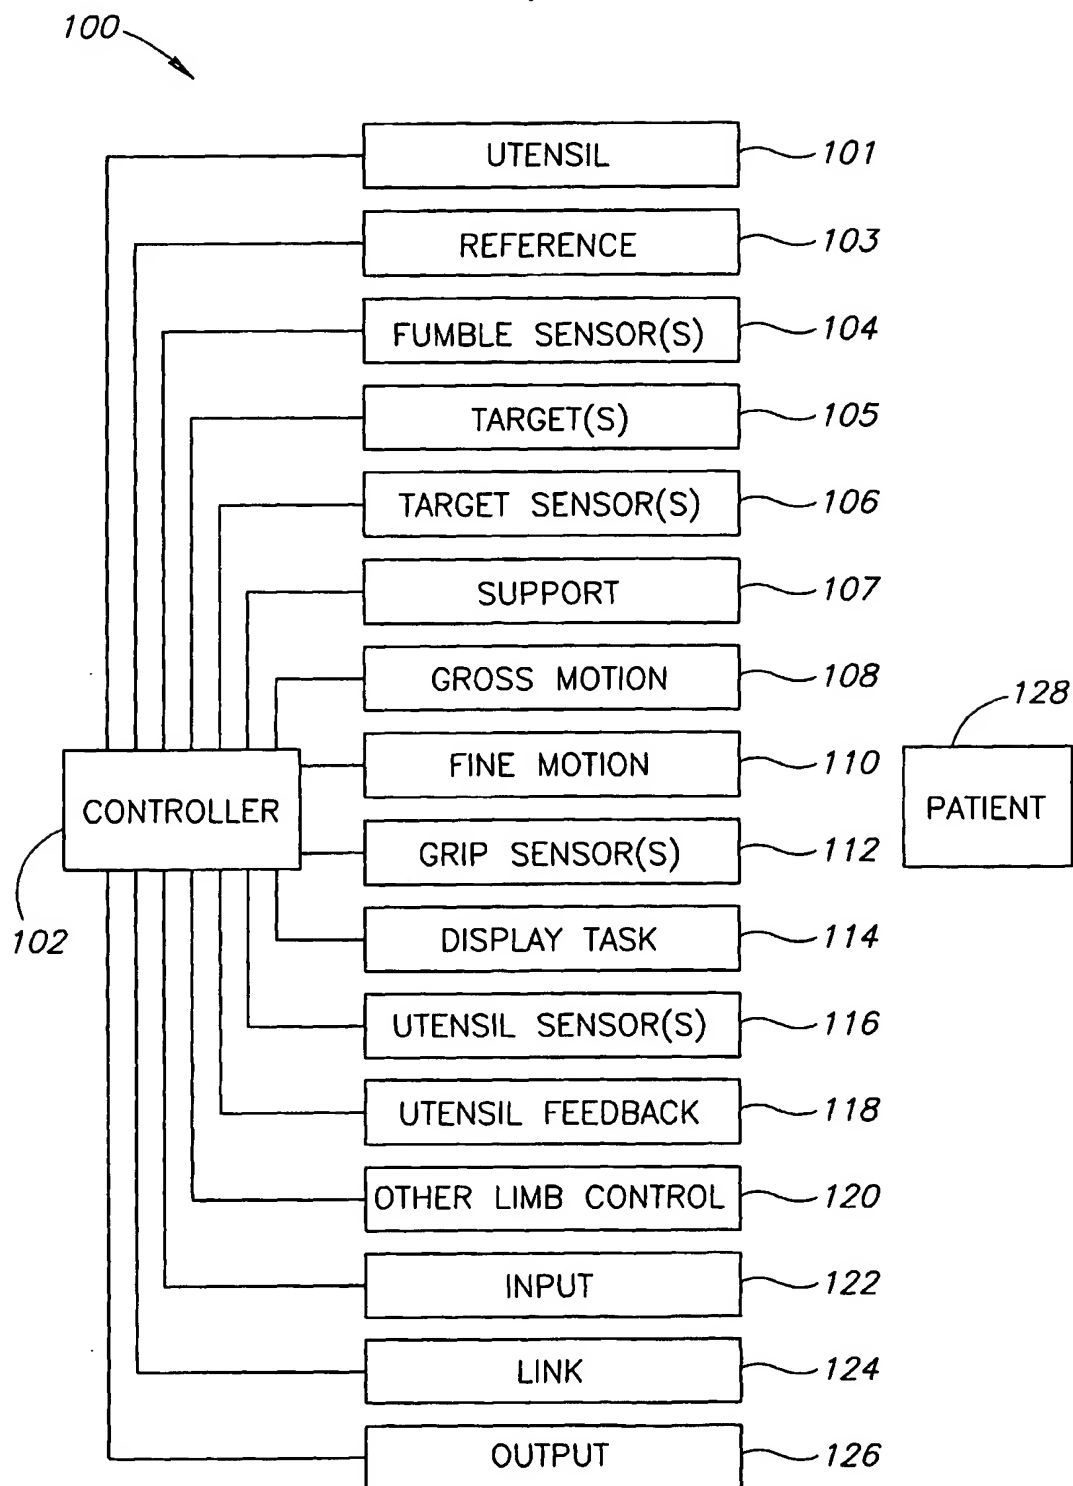 100
UTENSIL 101
REFERENCE 103
FUMBLE SENSOR(S) 104
TARGET(S) 105
TARGET SENSOR(S) 106
SUPPORT 107
GROSS MOTION 108
128
FINE MOTION 110
CONTROLLER
PATIENT
GRIP SENSOR(S) 112
102
DISPLAY TASK 114
UTENSIL SENSOR(S) 116
UTENSIL FEEDBACK 118
OTHER LIMB CONTROL 120
INPUT 122
LINK 124
OUTPUT 126